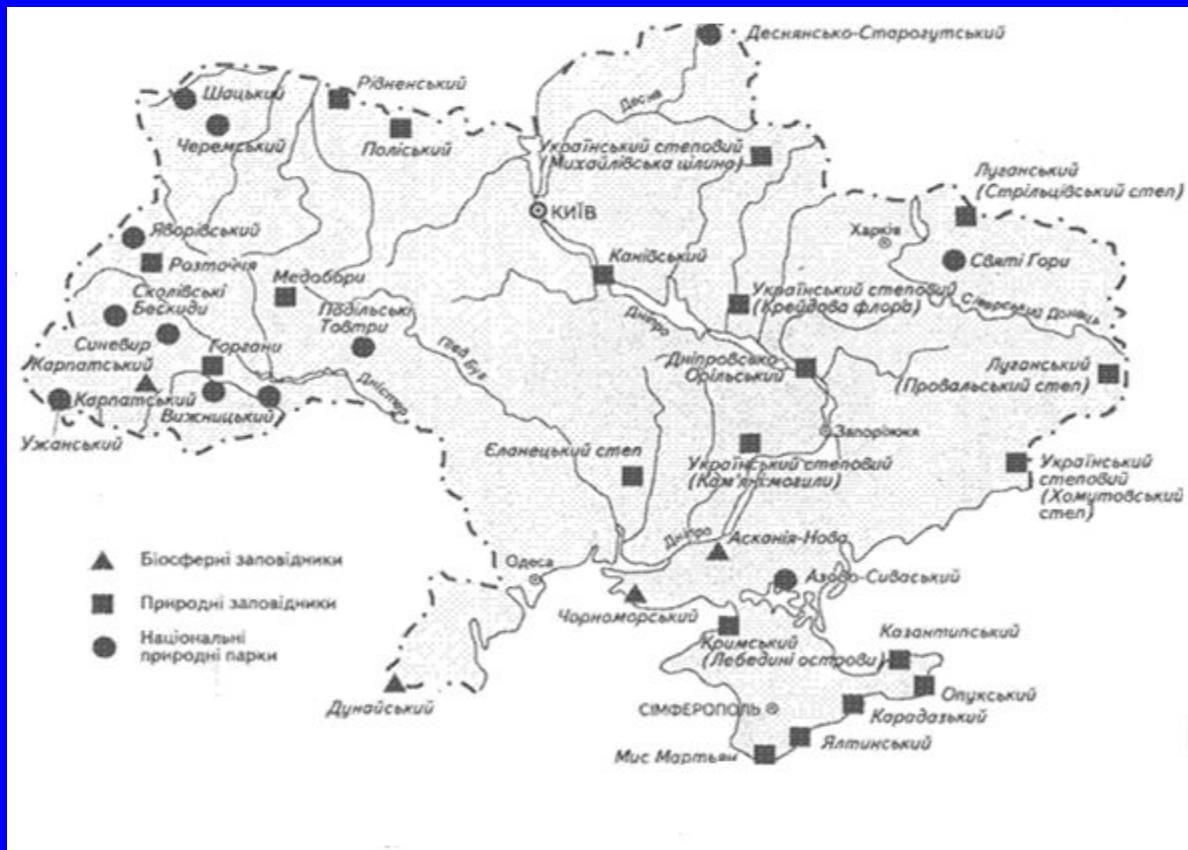 Деснянсько-Старогутський
Рівненський
Шацький
Десна
Черемський
Поліський
Український степовий
(Михайлівська цілина)
Луганський
(Стрільцівський степ)
КИЇВ
Харків
Яворівський
Розточчя
Канівський
Святі Гори
Медобори
Сколівські
Бескиди
Подільські
Товтри
Український степовий
(Крейдова флора)
Сіверський Донець
Дніпро
Півд Буг
Синевир
Горгани
Карпатський
Дніпровсько-
Орільський
Луганський
(Провальський степ)
Дністер
Карпатський
Вижницький
Ужанський
Запоріжжя
Єланецький степ
Український степовий
(Кам'яні могили)
Український
степовий
(Хомутовський
степ)
Дніпро
Асканія-Нова
Біосферні заповідники
Одеса
Азово-Сиваський
Природні заповідники
Чорноморський
Національні
природні парки
Кримський
(Лебедині острови)
Казантипський
Опукський
Дунайський
СІМФЕРОПОЛЬ
Карадазький
Ялтинський
Мис Мартьян